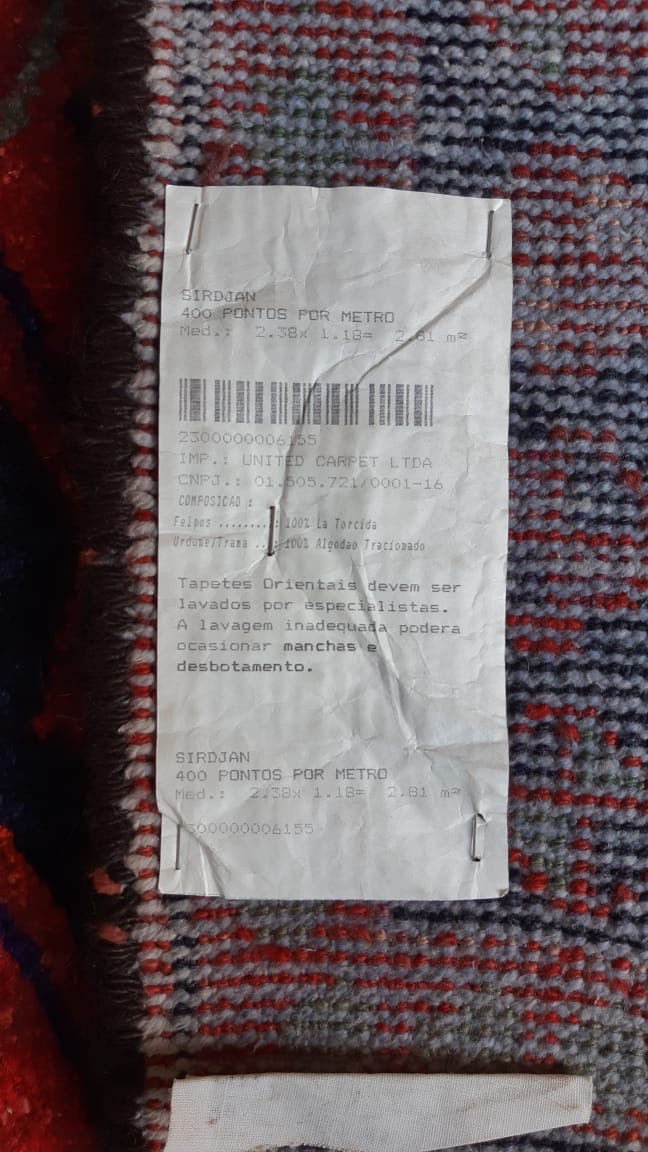 SIRDJAN
400 PONTOS POR METRO
Med.: 2.38x 1.18= 2.81 m²
2300000006155
IMP.: UNITED CARPET LTDA
CNPJ.: 01.505.721/0001-16
COMPOSICAO :
Felpos .........: 100% La Torcida
Urdume/Trama ..: 100% Algodao Tracionado
Tapetes Orientais devem ser
lavados por especialistas.
A lavagem inadequada podera
ocasionar manchas e
desbotamento.
SIRDJAN
400 PONTOS POR METRO
Med.: 2.38x 1.18= 2.81 m²
300000006155